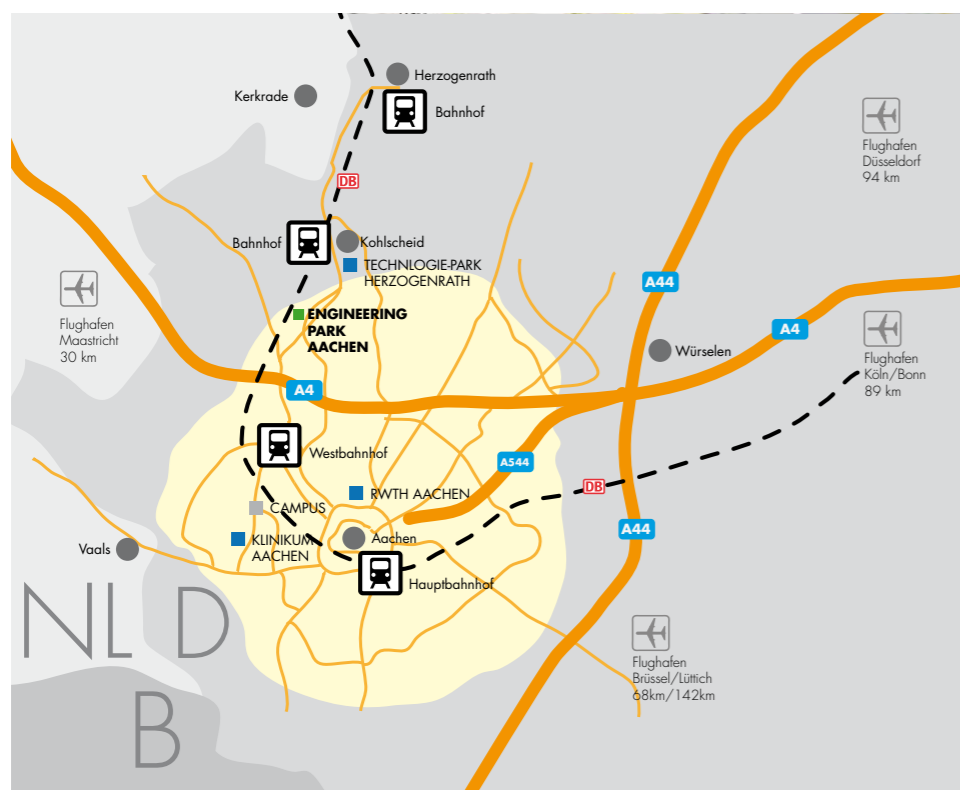 Herzogenrath
Kerkrade
Bahnhof
Flughafen
Düsseldorf
94 km
DB
Bahnhof
Kohlscheid
TECHNLOGIE-PARK
HERZOGENRATH
A44
Flughafen
Maastricht
30 km
ENGINEERING
PARK
AACHEN
A4
Würselen
Flughafen
Köln/Bonn
89 km
A4
Westbahnhof
A544
RWTH AACHEN
DB
CAMPUS
A44
Vaals
KLINIKUM
AACHEN
Aachen
Hauptbahnhof
NL D
Flughafen
Brüssel/Lüttich
68km/142km
B